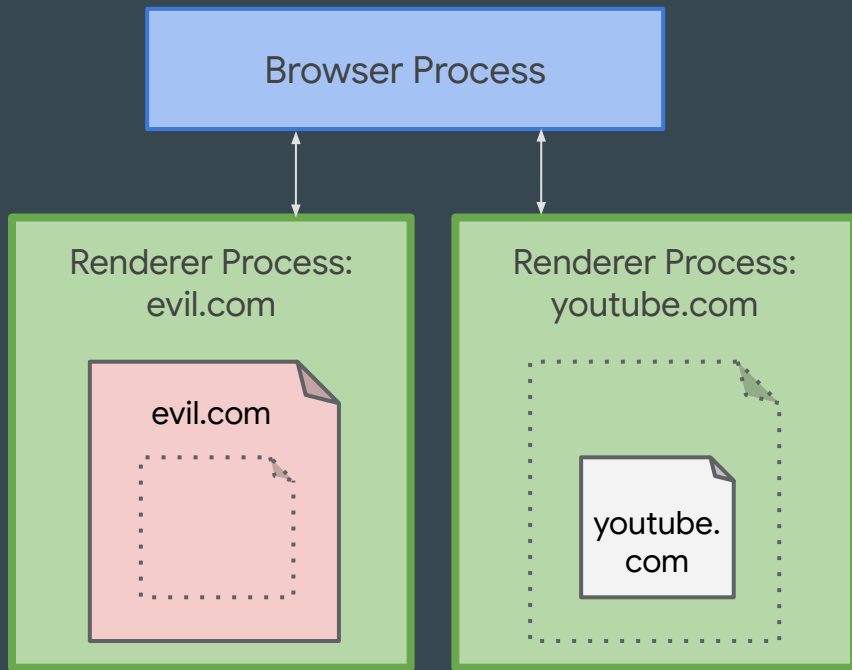 Browser Process
Renderer Process:
evil.com
evil.com
Renderer Process:
youtube.com
youtube.
com